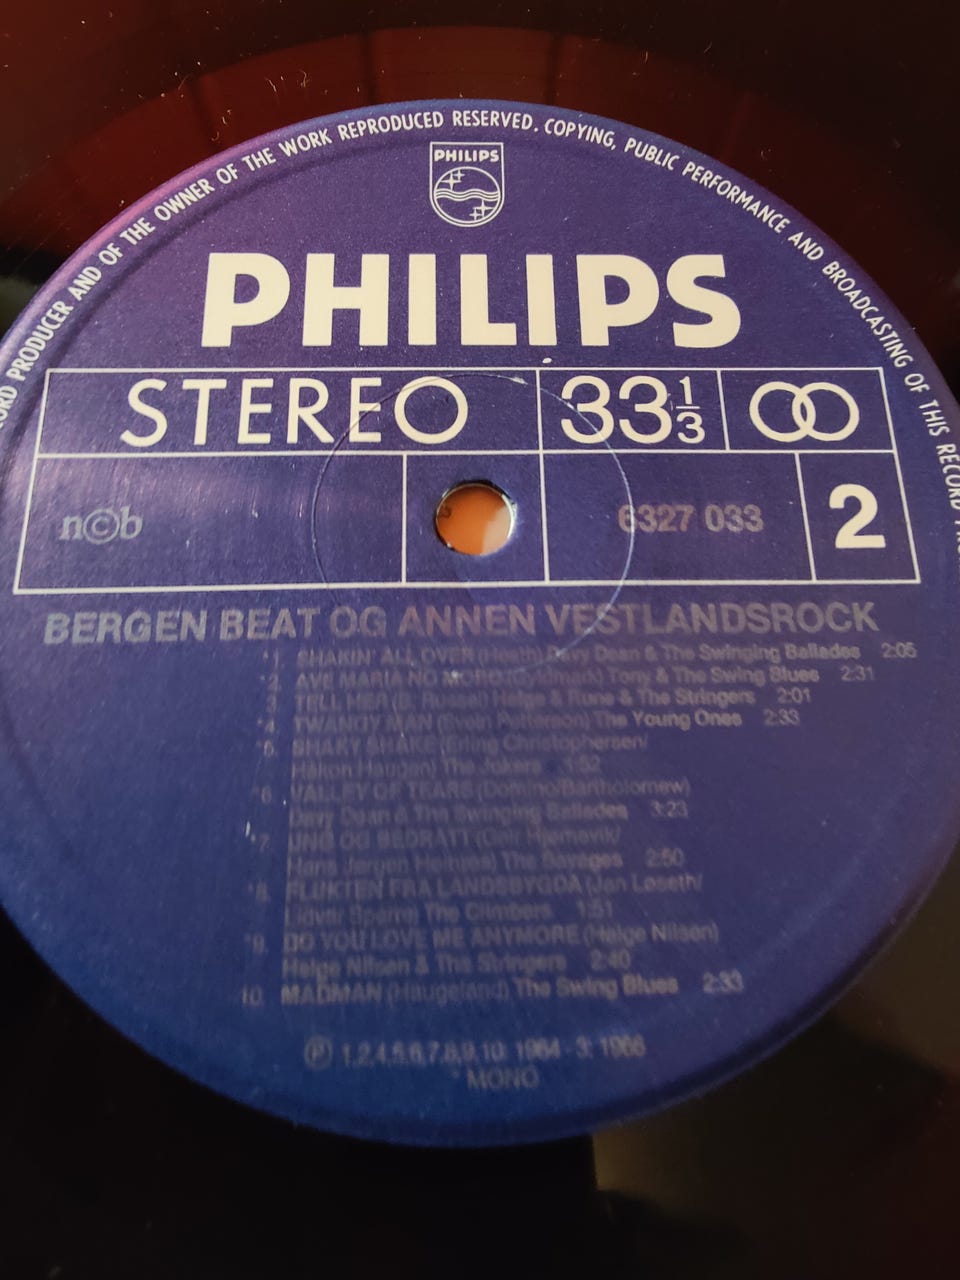 CORD PRODUCER AND OF THE OWNER OF THE WORK REPRODUCED RESERVED. COPYING, PUBLIC PERFORMANCE AND BROADCASTING OF THIS RECORD
PHILIPS
PHILIPS
STEREO 33 1/3
n©b 6327 033 2
BERGEN BEAT OG ANNEN VESTLANDSROCK
*1. SHAKIN' ALL OVER (Heath) Davy Dean & The Swinging Ballades 2:05
*2. AVE MARIA NO MORO Tony & The Swing Blues 2:31
3. TELL HER (B. Russel) Helge & Rune & The Stringers 2:01
*4. TWANGY MAN (Svein Pettersen) The Young Ones 2:33
*5. SHAKY SHAKE (Erling Christophersen/
Håkon Haugen) The Jokers 1:52
*6. VALLEY OF TEARS (Domino/Bartholomew)
Davy Dean & The Swinging Ballades 3:23
*7. UNG OG BEDRATT (Geir Hjørnevik/
Hans Jørgen The Savages 2:50
*8. FLUKTEN FRA LANDSBYGDA (Jan Løseth/
Lidvar The Climbers 1:51
*9. DO YOU LOVE ME ANYMORE (Helge Nilsen)
Helge Nilsen & The Stringers 2:40
10. MADMAN (Haugeland) The Swing Blues 2:33
Ⓟ 1,2,4,5,6,7,8,9,10: 1964 - 3: 1966
* MONO